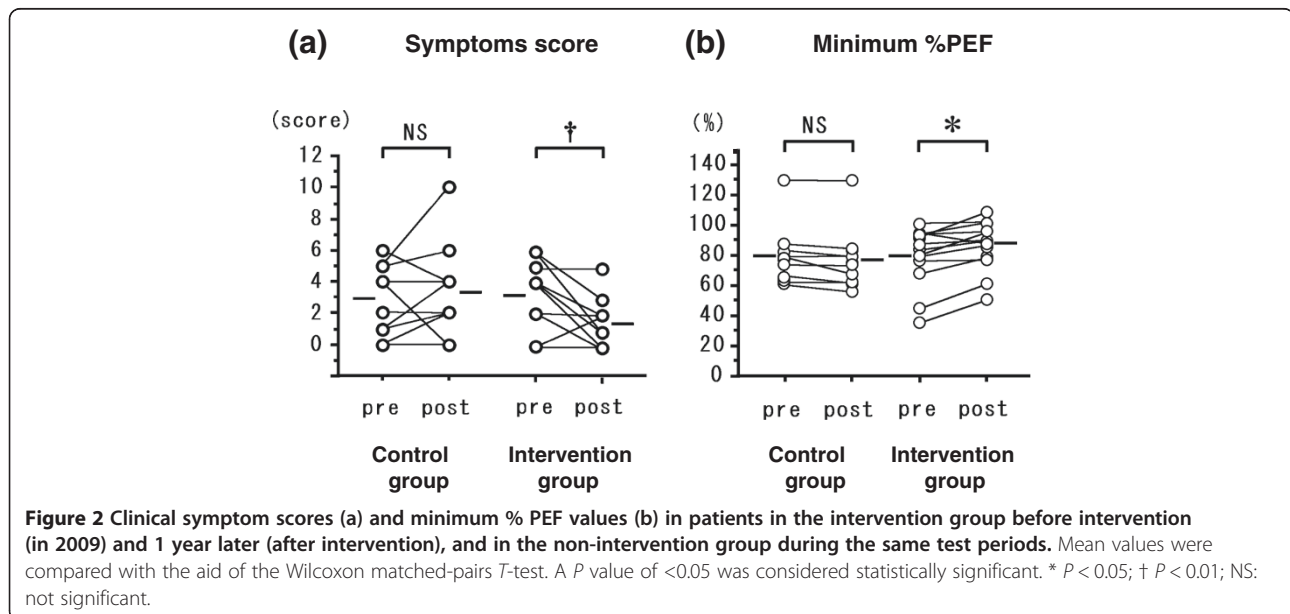 (a) Symptoms score (b) Minimum %PEF
(score) NS † (%) NS *
12
10
8
6
4
2
0
140
120
100
80
60
40
20
0
pre post pre post pre post pre post
Control Intervention Control Intervention
group group group group
Figure 2 Clinical symptom scores (a) and minimum % PEF values (b) in patients in the intervention group before intervention
(in 2009) and 1 year later (after intervention), and in the non-intervention group during the same test periods. Mean values were
compared with the aid of the Wilcoxon matched-pairs T-test. A P value of <0.05 was considered statistically significant. * P < 0.05; † P < 0.01; NS:
not significant.